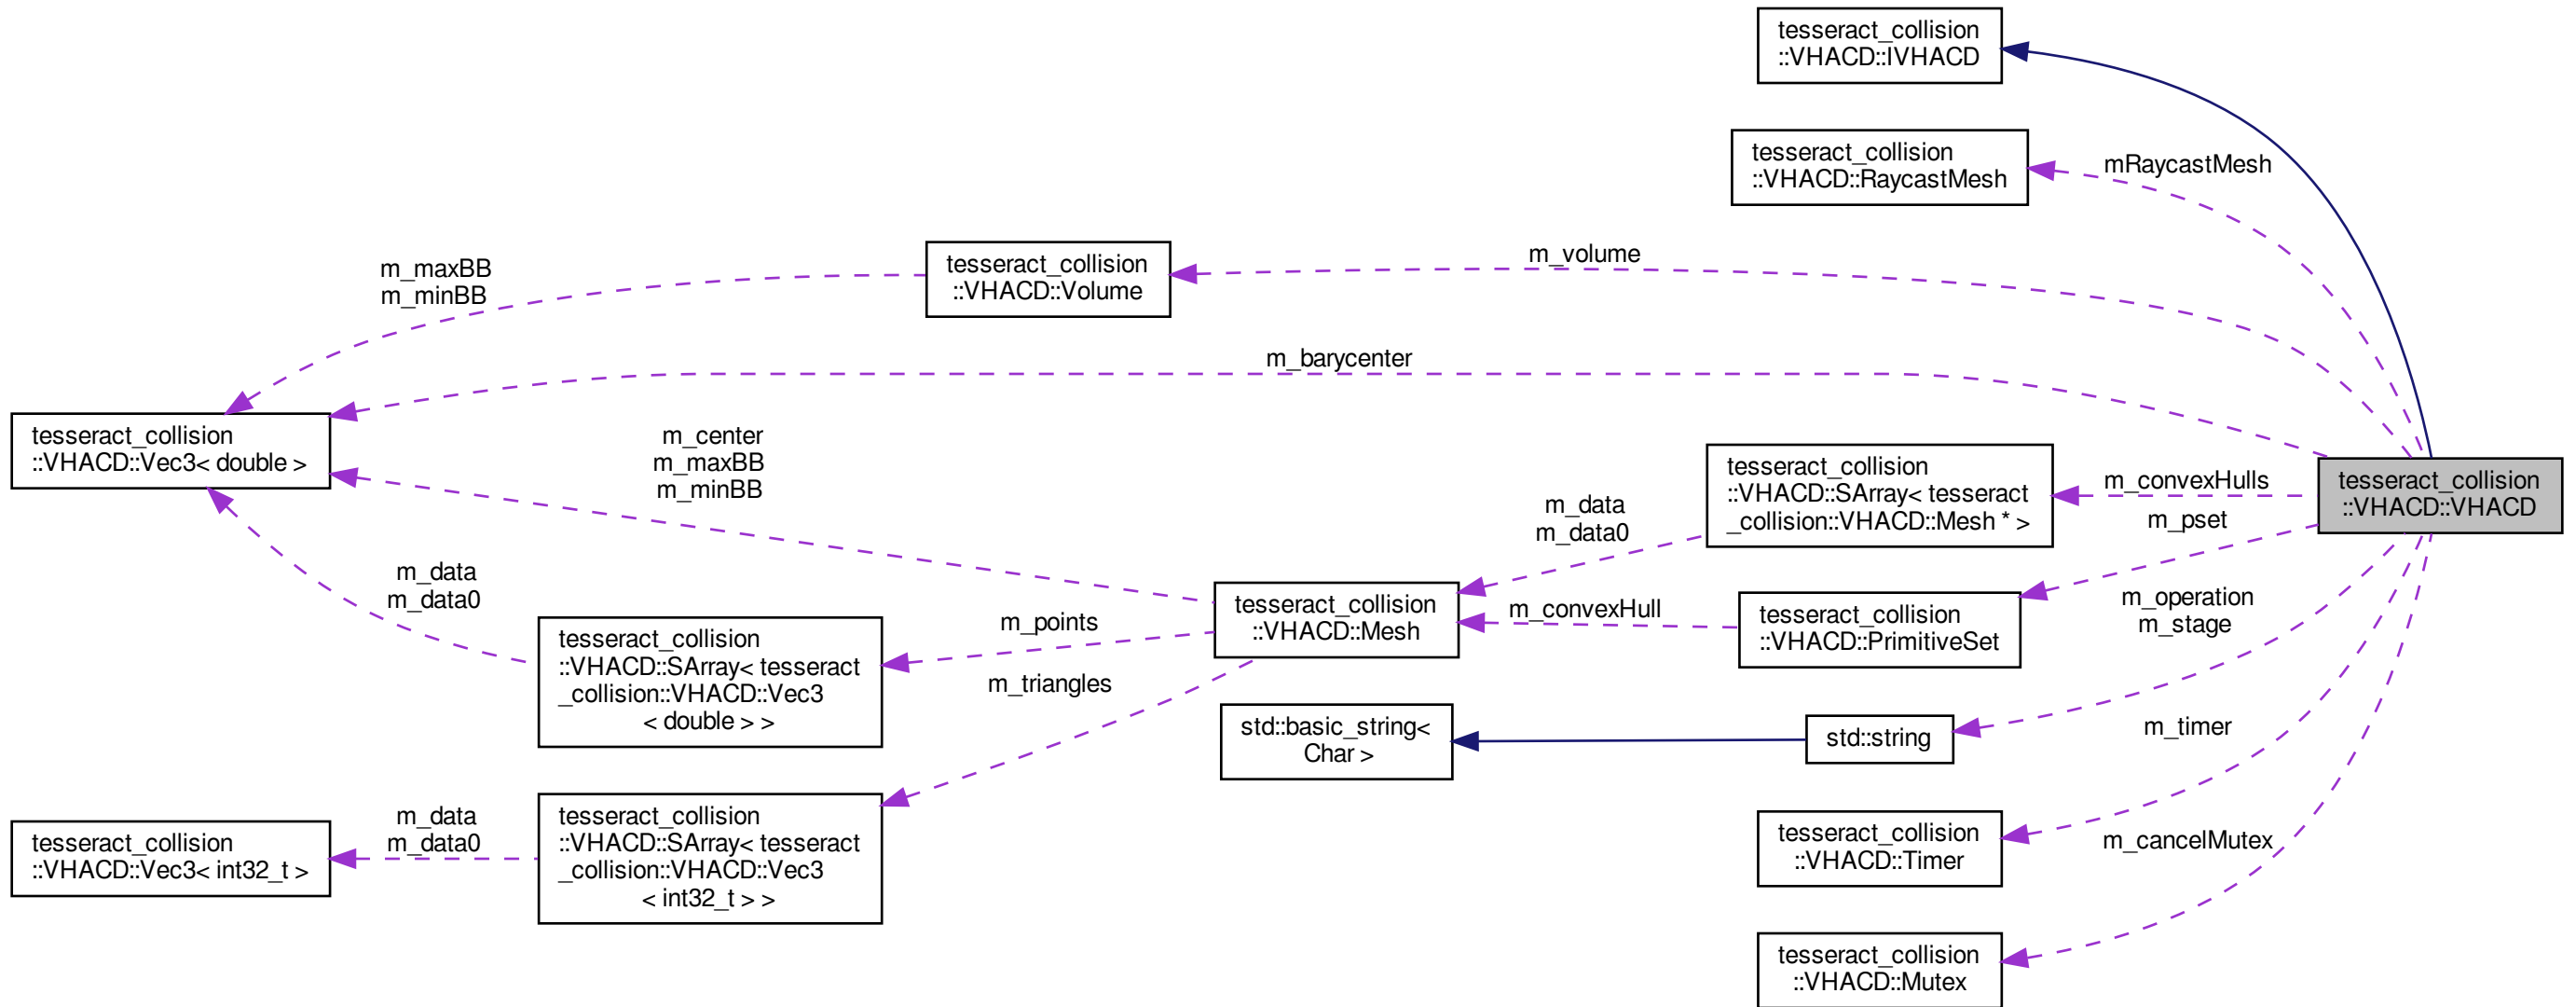 tesseract_collision
::VHACD::IVHACD
tesseract_collision
::VHACD::RaycastMesh
mRaycastMesh
tesseract_collision
::VHACD::Volume
m_volume
m_maxBB
m_minBB
m_barycenter
tesseract_collision
::VHACD::Vec3< double >
m_center
m_maxBB
m_minBB
tesseract_collision
::VHACD::SArray< tesseract
_collision::VHACD::Mesh * >
m_convexHulls
tesseract_collision
::VHACD::VHACD
m_data
m_data0
m_pset
m_data
m_data0
tesseract_collision
::VHACD::Mesh
m_convexHull
tesseract_collision
::VHACD::PrimitiveSet
m_operation
m_stage
tesseract_collision
::VHACD::SArray< tesseract
_collision::VHACD::Vec3
< double > >
m_points
m_triangles
std::basic_string<
Char >
std::string
m_timer
tesseract_collision
::VHACD::Vec3< int32_t >
m_data
m_data0
tesseract_collision
::VHACD::SArray< tesseract
_collision::VHACD::Vec3
< int32_t > >
tesseract_collision
::VHACD::Timer
m_cancelMutex
tesseract_collision
::VHACD::Mutex